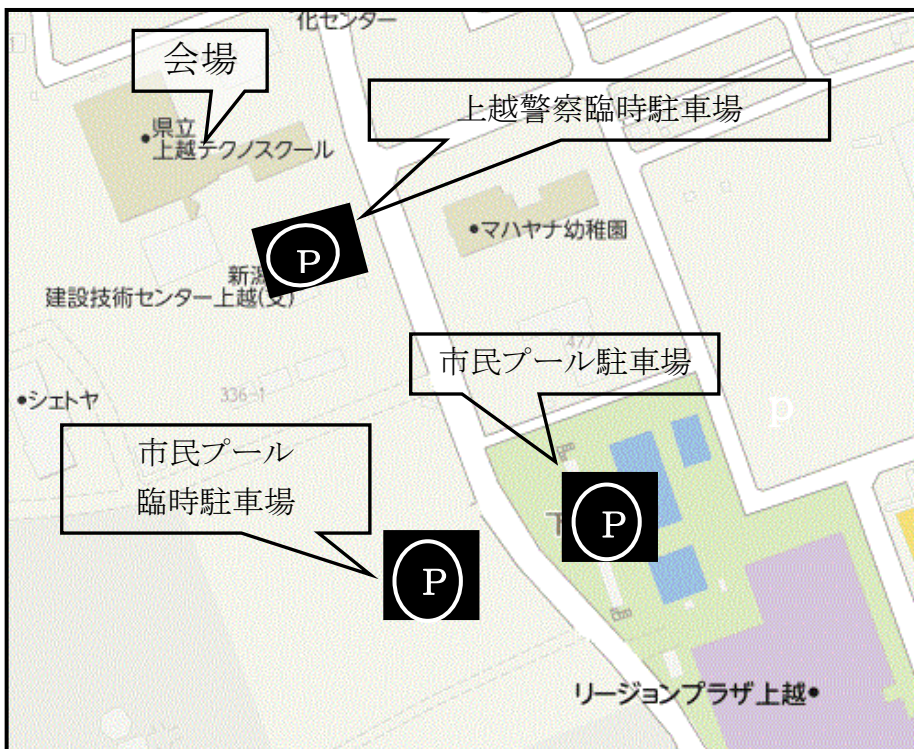 化センター
会場
上越警察臨時駐車場
県立
上越テクノスクール
マハヤナ幼稚園
P
新潟
建設技術センター上越(支)
477
市民プール駐車場
シェトヤ
336-1
p
市民プール
臨時駐車場
下
P
P
リージョンプラザ上越